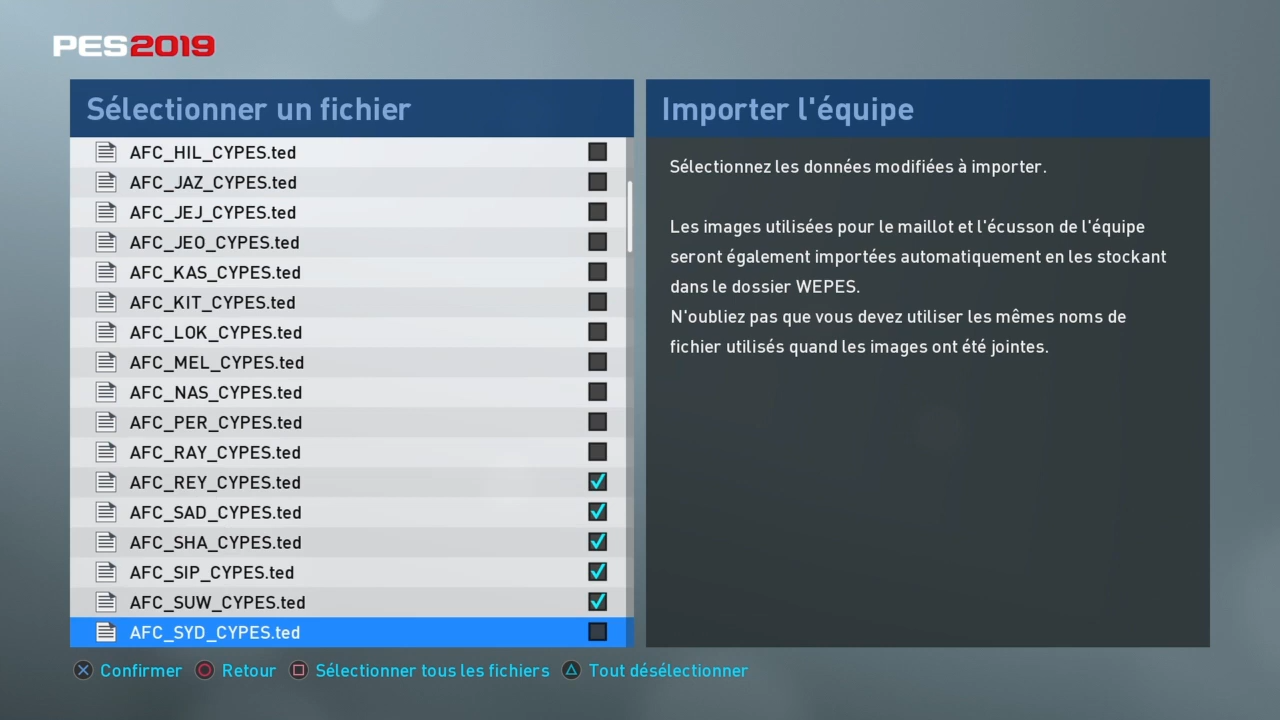 PES2019
Sélectionner un fichier
AFC_HIL_CYPES.ted
AFC_JAZ_CYPES.ted
AFC_JEJ_CYPES.ted
AFC_JEO_CYPES.ted
AFC_KAS_CYPES.ted
AFC_KIT_CYPES.ted
AFC_LOK_CYPES.ted
AFC_MEL_CYPES.ted
AFC_NAS_CYPES.ted
AFC_PER_CYPES.ted
AFC_RAY_CYPES.ted
AFC_REY_CYPES.ted
AFC_SAD_CYPES.ted
AFC_SHA_CYPES.ted
AFC_SIP_CYPES.ted
AFC_SUW_CYPES.ted
AFC_SYD_CYPES.ted
Importer l'équipe
Sélectionnez les données modifiées à importer.
Les images utilisées pour le maillot et l'écusson de l'équipe
seront également importées automatiquement en les stockant
dans le dossier WEPES.
N'oubliez pas que vous devez utiliser les mêmes noms de
fichier utilisés quand les images ont été jointes.
Confirmer Retour Sélectionner tous les fichiers Tout désélectionner